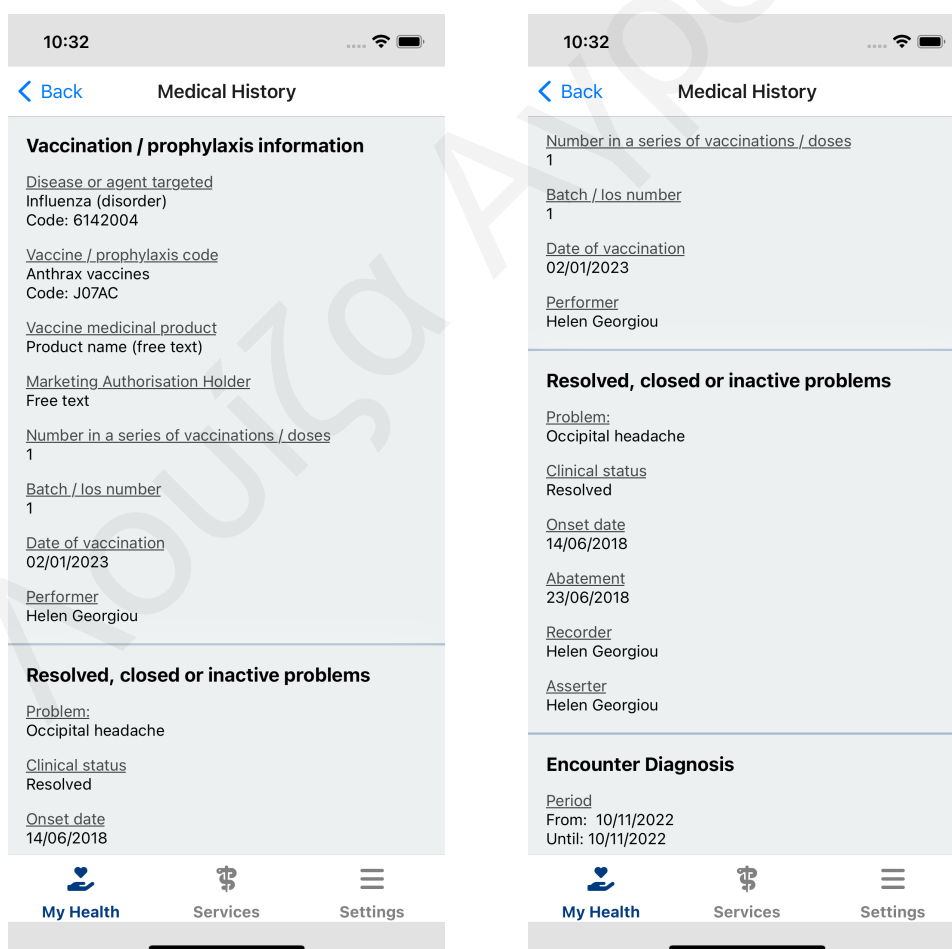 10:32
Back
Medical History
Vaccination / prophylaxis information
Disease or agent targeted
Influenza (disorder)
Code: 6142004
Vaccine / prophylaxis code
Anthrax vaccines
Code: J07AC
Vaccine medicinal product
Product name (free text)
Marketing Authorisation Holder
Free text
Number in a series of vaccinations / doses
1
Batch / los number
1
Date of vaccination
02/01/2023
Performer
Helen Georgiou
Resolved, closed or inactive problems
Problem:
Occipital headache
Clinical status
Resolved
Onset date
14/06/2018
My Health
Services
Settings
10:32
Back
Medical History
Number in a series of vaccinations / doses
1
Batch / los number
1
Date of vaccination
02/01/2023
Performer
Helen Georgiou
Resolved, closed or inactive problems
Problem:
Occipital headache
Clinical status
Resolved
Onset date
14/06/2018
Abatement
23/06/2018
Recorder
Helen Georgiou
Asserter
Helen Georgiou
Encounter Diagnosis
Period
From: 10/11/2022
Until: 10/11/2022
My Health
Services
Settings
Λουΐζα